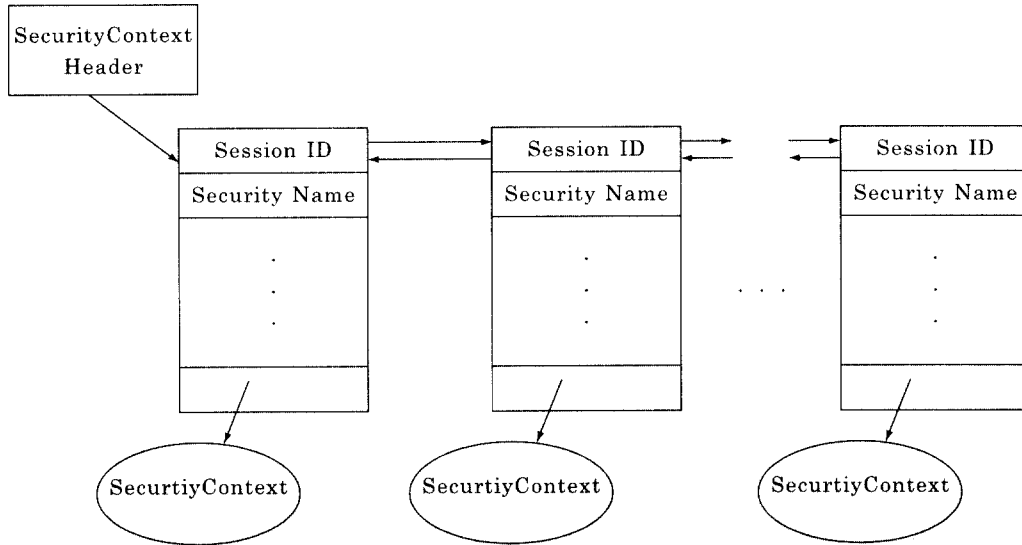 SecurityContext
Header
Session ID
Session ID
Session ID
Security Name
Security Name
Security Name
. . .
SecurtiyContext
SecurtiyContext
SecurtiyContext